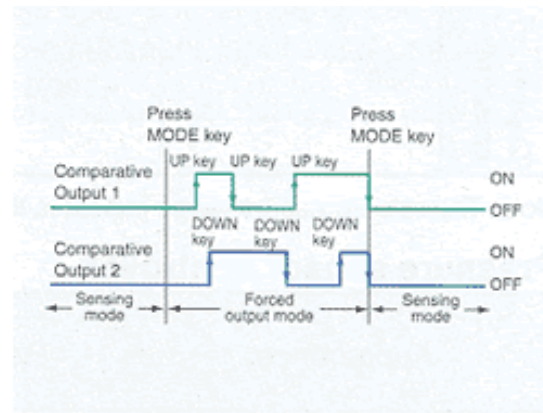 Press
MODE key
Press
MODE key
UP key UP key UP key
Comparative
Output 1
ON
OFF
DOWN
key
DOWN
key
DOWN
key
Comparative
Output 2
ON
OFF
Sensing
mode
Forced
output mode
Sensing
mode